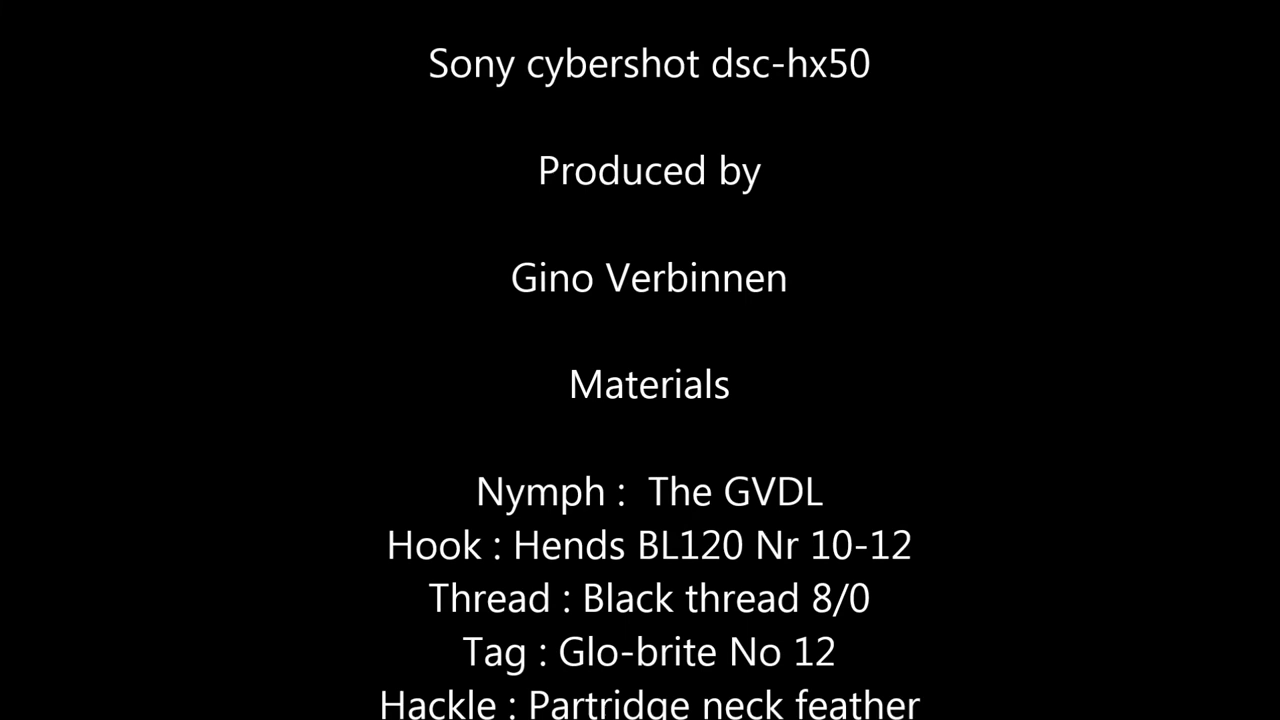 Sony cybershot dsc-hx50
Produced by
Gino Verbinnen
Materials
Nymph :  The GVDL
Hook : Hends BL120 Nr 10-12
Thread : Black thread 8/0
Tag : Glo-brite No 12
Hackle : Partridge neck feather